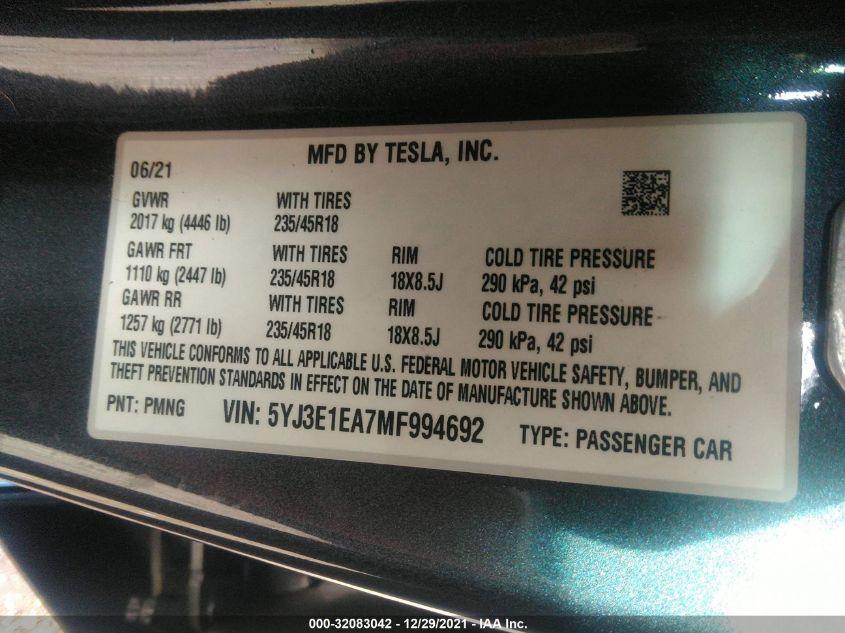 MFD BY TESLA, INC.
06/21
GVWR WITH TIRES
2017 kg (4446 lb) 235/45R18
GAWR FRT WITH TIRES RIM COLD TIRE PRESSURE
1110 kg (2447 lb) 235/45R18 18X8.5J 290 kPa, 42 psi
GAWR RR WITH TIRES RIM COLD TIRE PRESSURE
1257 kg (2771 lb) 235/45R18 18X8.5J 290 kPa, 42 psi
THIS VEHICLE CONFORMS TO ALL APPLICABLE U.S. FEDERAL MOTOR VEHICLE SAFETY, BUMPER, AND
THEFT PREVENTION STANDARDS IN EFFECT ON THE DATE OF MANUFACTURE SHOWN ABOVE.
PNT: PMNG VIN: 5YJ3E1EA7MF994692 TYPE: PASSENGER CAR
000-32083042 - 12/29/2021 - IAA Inc.